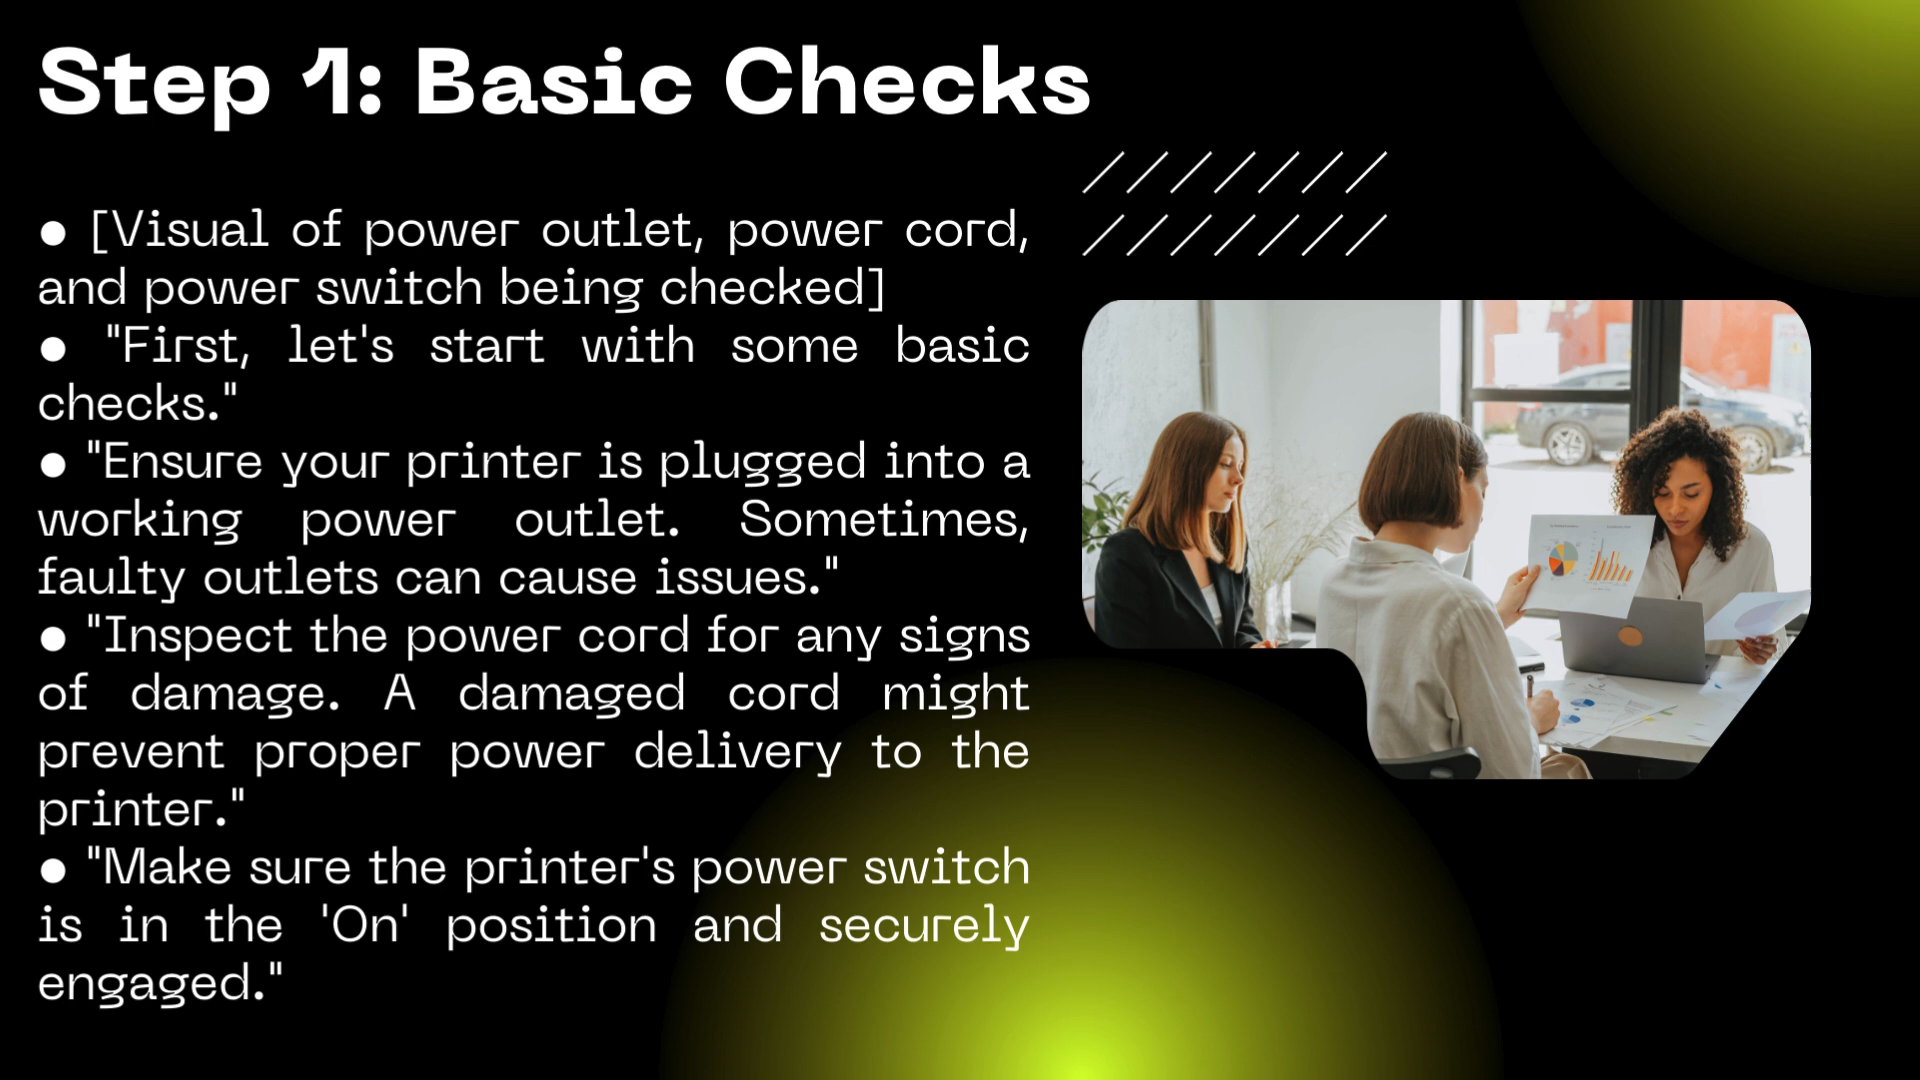 Step 1: Basic Checks
● [Visual of power outlet, power cord,
and power switch being checked]
● "First, let's start with some basic
checks."
● "Ensure your printer is plugged into a
working power outlet. Sometimes,
faulty outlets can cause issues."
● "Inspect the power cord for any signs
of damage. A damaged cord might
prevent proper power delivery to the
printer."
● "Make sure the printer's power switch
is in the 'On' position and securely
engaged."